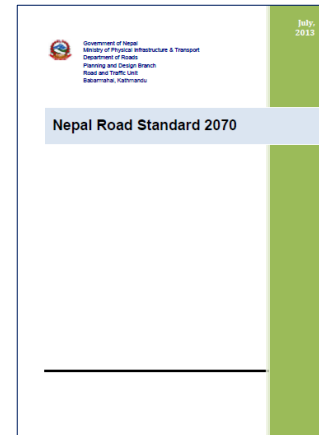 July,
2013
Government of Nepal
Ministry of Physical Infrastructure & Transport
Department of Roads
Planning and Design Branch
Road and Traffic Unit
Babarmahal, Kathmandu
Nepal Road Standard 2070